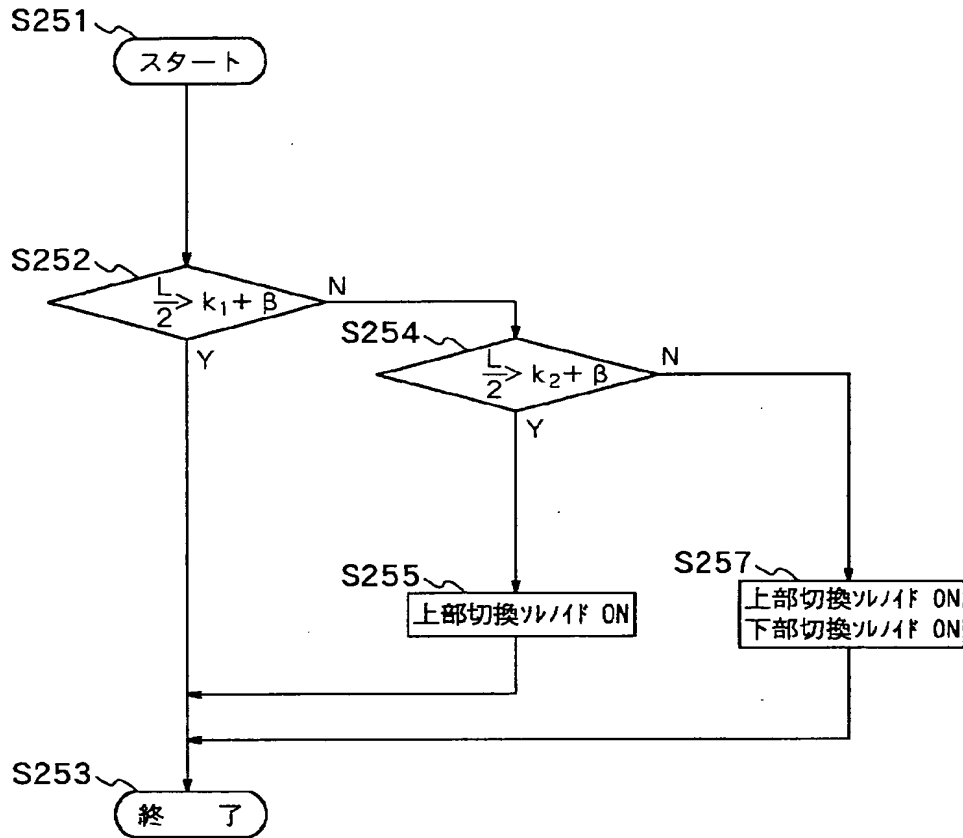 S251
スタート
S252
L/2 > k₁ + β
N
Y
S254
L/2 > k₂ + β
N
Y
S255
上部切換ソレノイド ON
S257
上部切換ソレノイド ON
下部切換ソレノイド ON
S253
終 了